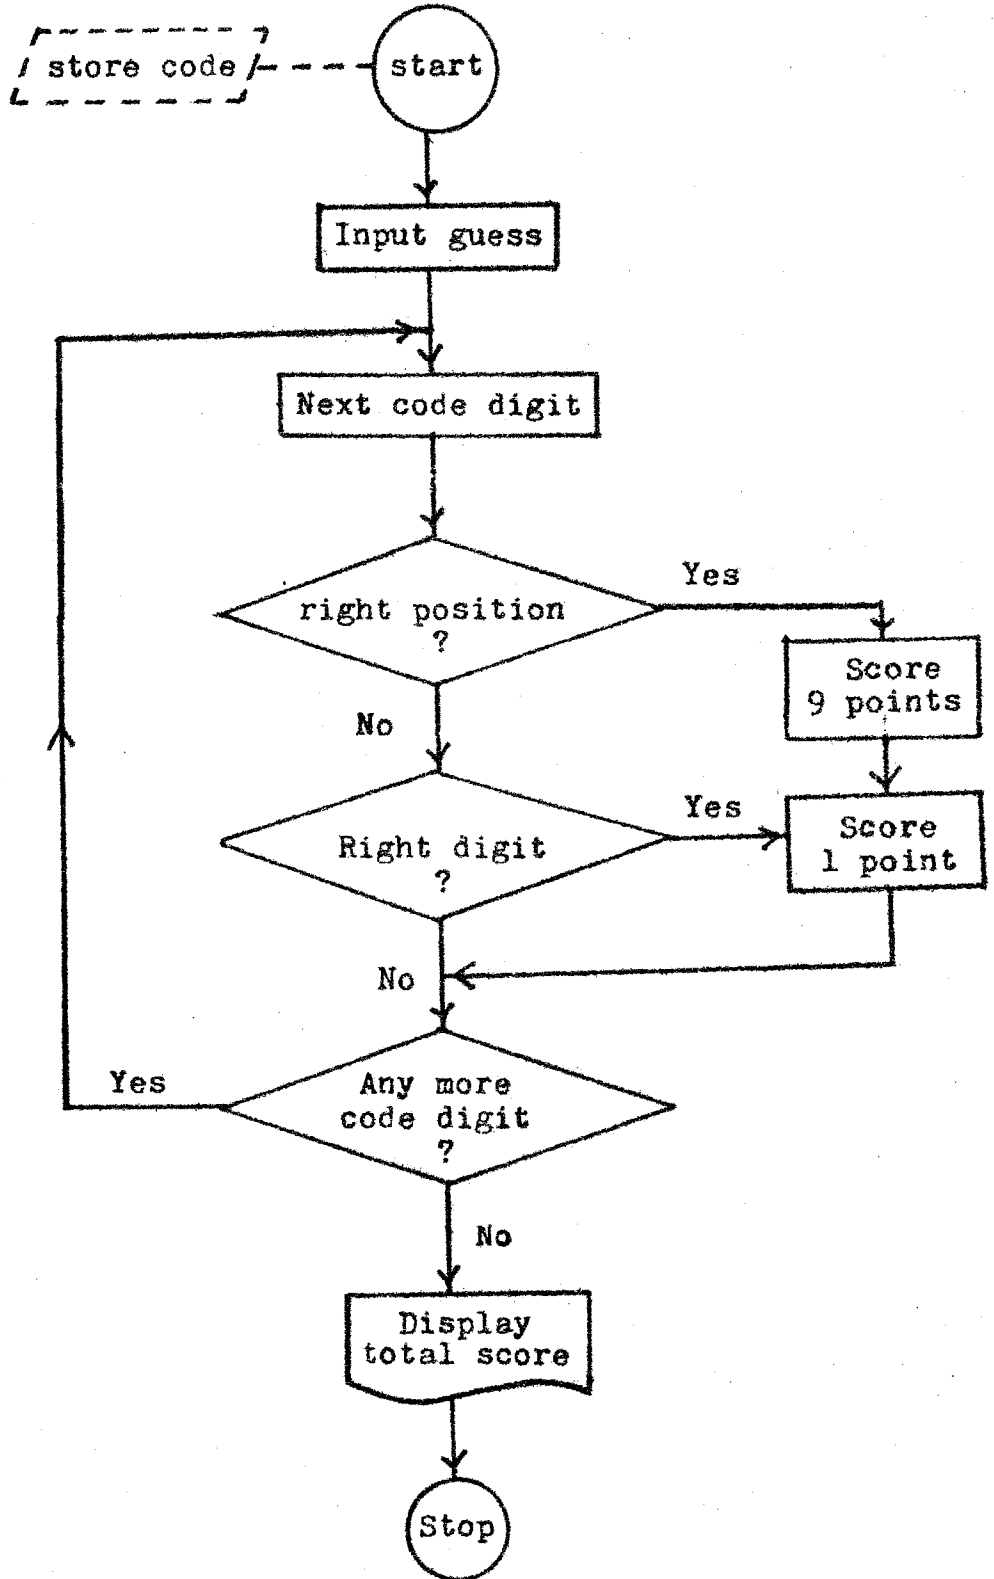 store code
start
Input guess
Next code digit
right position
?
Yes
Score
9 points
No
Right digit
?
Yes
Score
1 point
No
Any more
code digit
?
Yes
No
Display
total score
Stop